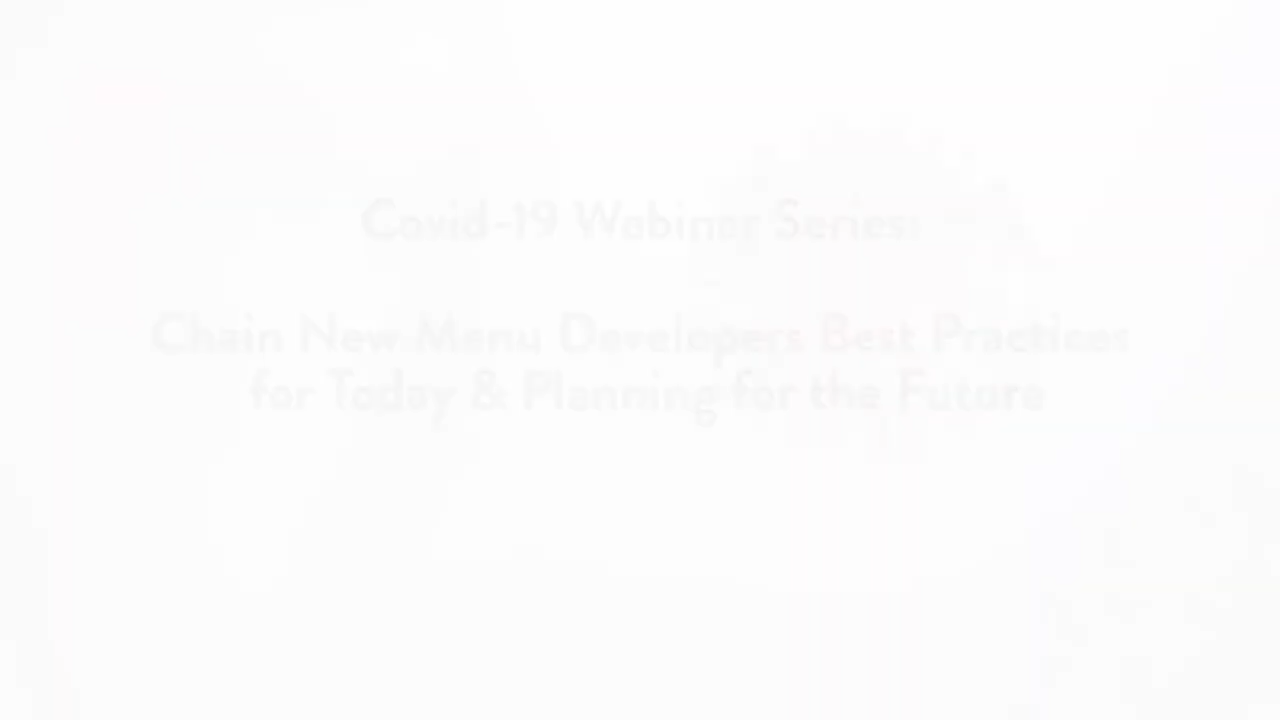 Covid-19 Webinar Series:
Chain New Menu Developers Best Practices
for Today & Planning for the Future